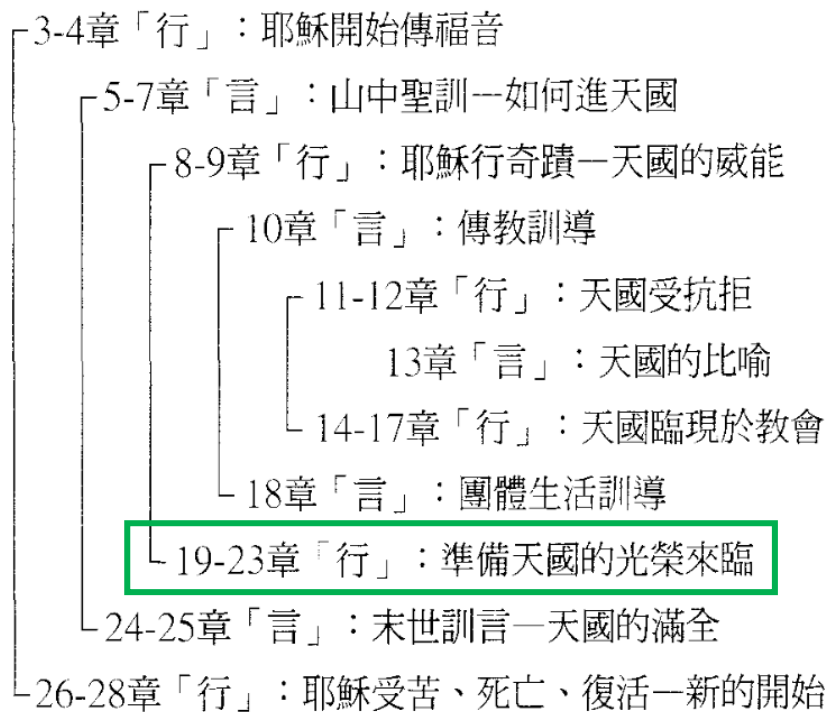 3-4章「行」：耶穌開始傳福音
5-7章「言」：山中聖訓—如何進天國
8-9章「行」：耶穌行奇蹟—天國的威能
10章「言」：傳教訓導
11-12章「行」：天國受抗拒
13章「言」：天國的比喻
14-17章「行」：天國臨現於教會
18章「言」：團體生活訓導
19-23章「行」：準備天國的光榮來臨
24-25章「言」：末世訓言—天國的滿全
26-28章「行」：耶穌受苦、死亡、復活—新的開始